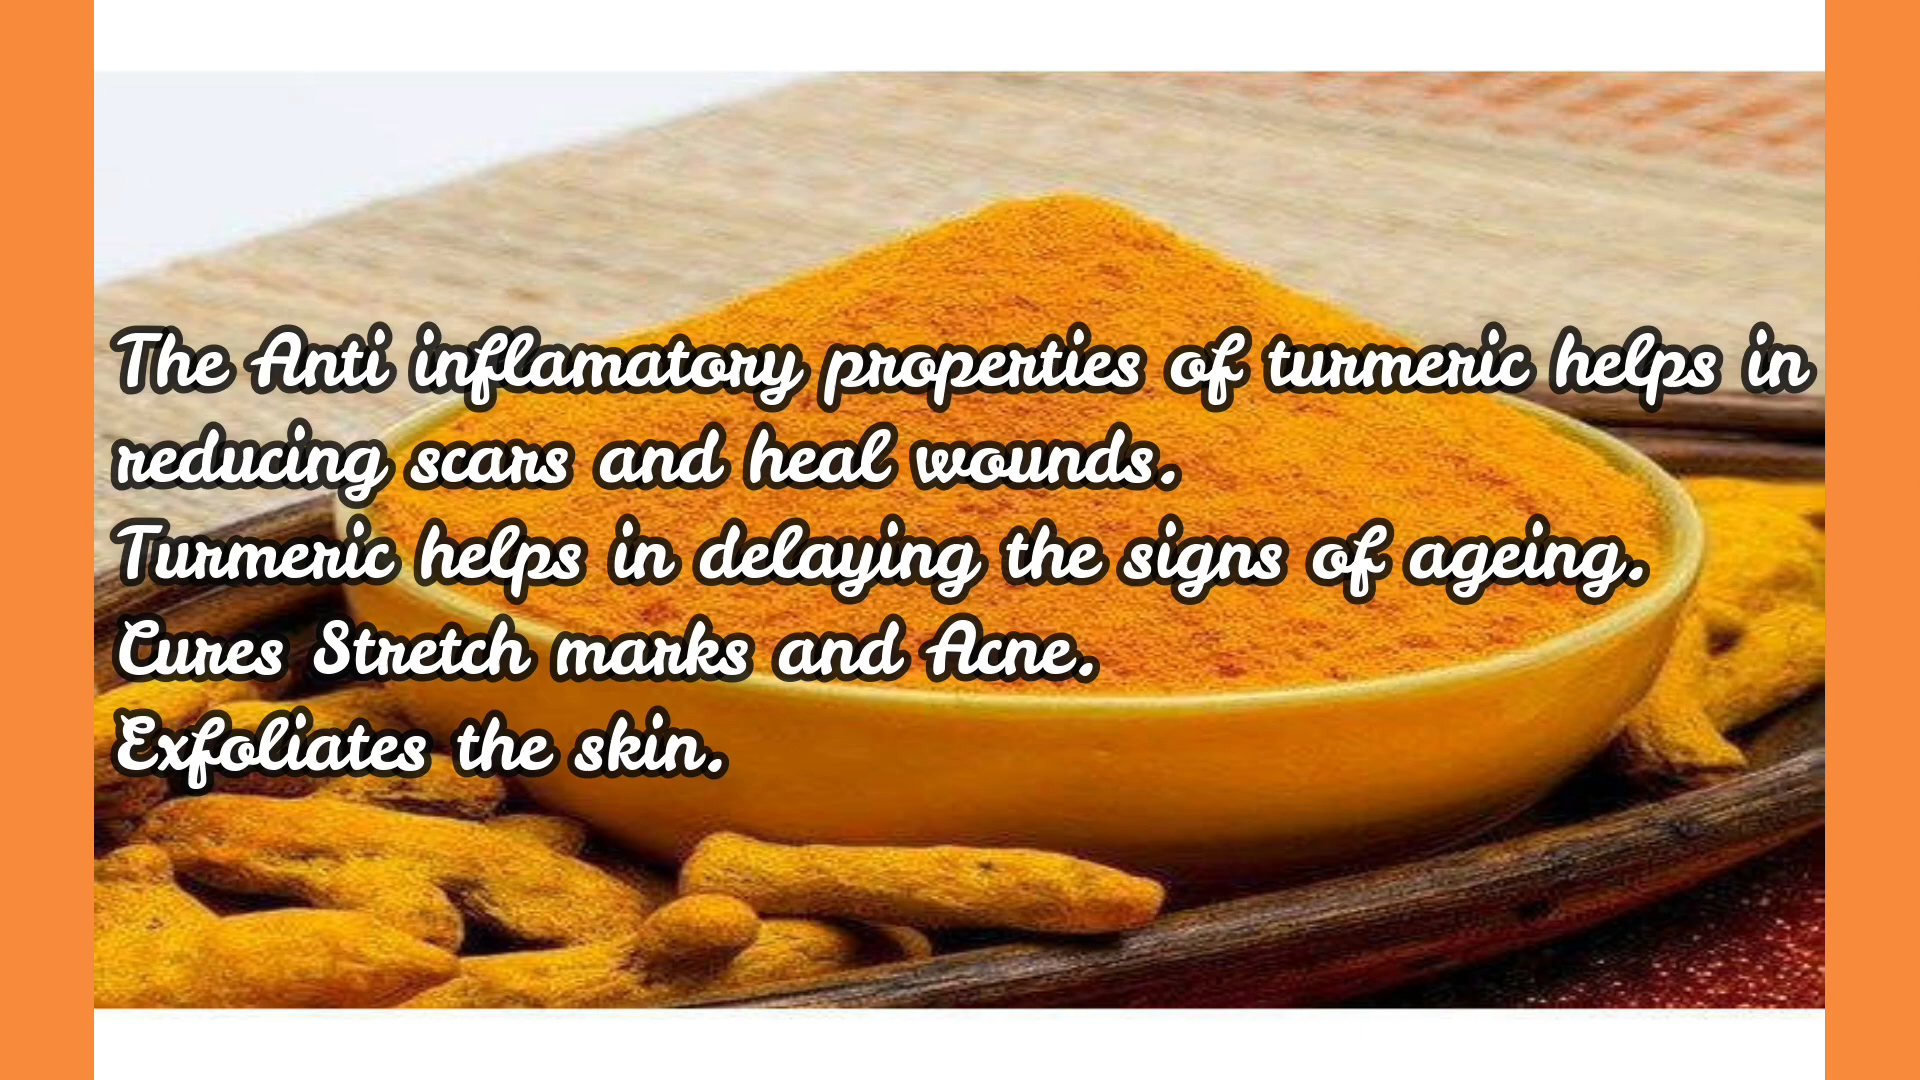 The Anti inflamatory properties of turmeric helps in
reducing scars and heal wounds.
Turmeric helps in delaying the signs of ageing.
Cures Stretch marks and Acne.
Exfoliates the skin.